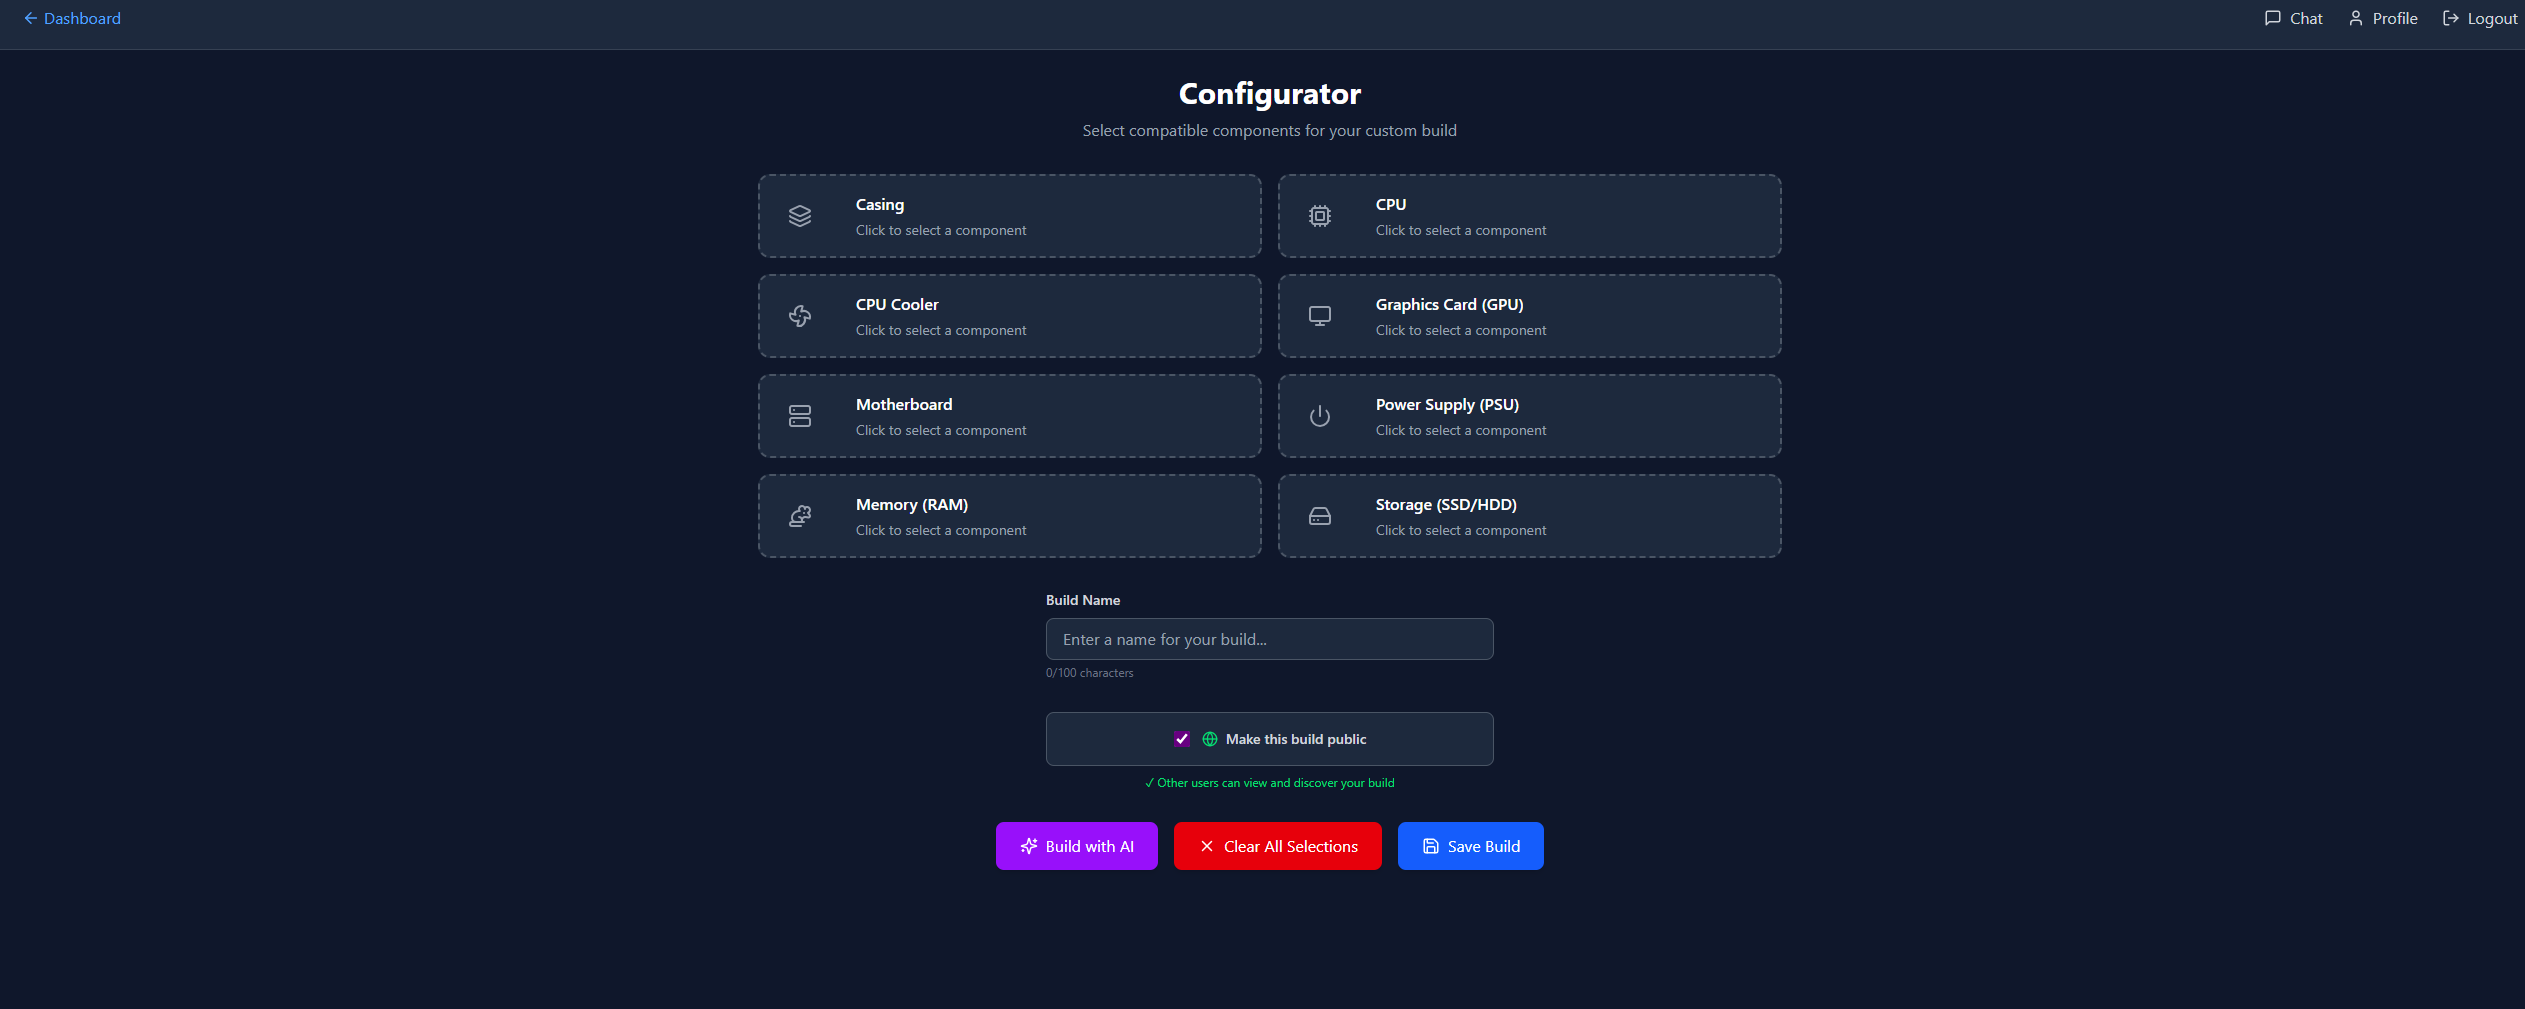 Dashboard
Chat
Profile
Logout
Configurator
Select compatible components for your custom build
Casing
Click to select a component
CPU
Click to select a component
CPU Cooler
Click to select a component
Graphics Card (GPU)
Click to select a component
Motherboard
Click to select a component
Power Supply (PSU)
Click to select a component
Memory (RAM)
Click to select a component
Storage (SSD/HDD)
Click to select a component
Build Name
Enter a name for your build...
0/100 characters
Make this build public
✓ Other users can view and discover your build
Build with AI
Clear All Selections
Save Build